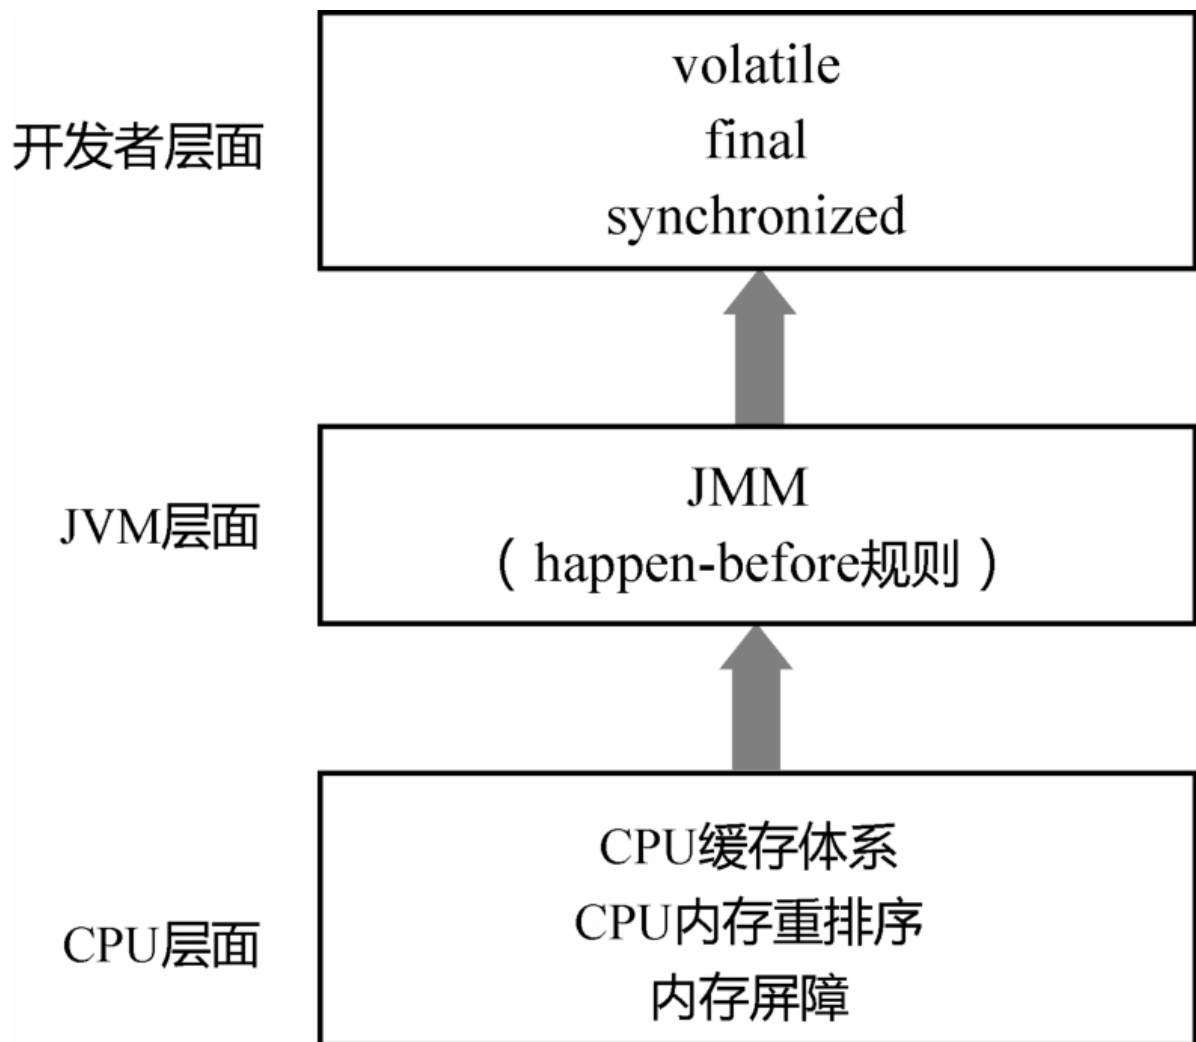 开发者层面
volatile
final
synchronized
JVM层面
JMM
（happen-before规则）
CPU层面
CPU缓存体系
CPU内存重排序
内存屏障